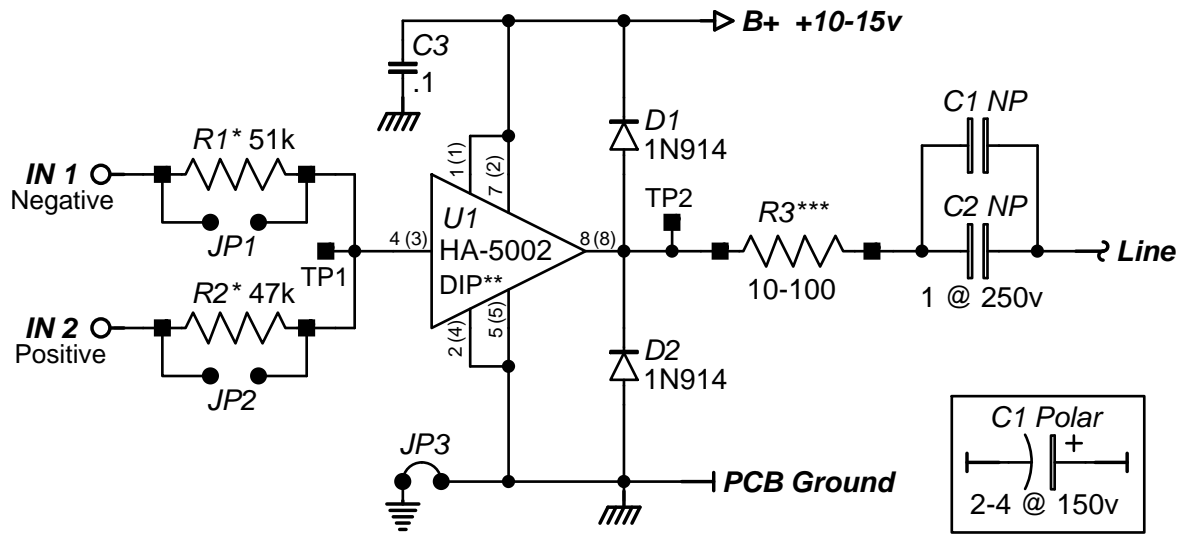 B+ +10-15v
C3
.1
C1 NP
R1* 51k
D1
1N914
IN 1
Negative
1 (1)
7 (2)
JP1
TP2
U1
R3***
C2 NP
4 (3)
HA-5002
8 (8)
Line
TP1
DIP**
R2* 47k
10-100
1 @ 250v
IN 2
Positive
2 (4)
5 (5)
D2
1N914
JP2
C1 Polar
+
JP3
PCB Ground
2-4 @ 150v